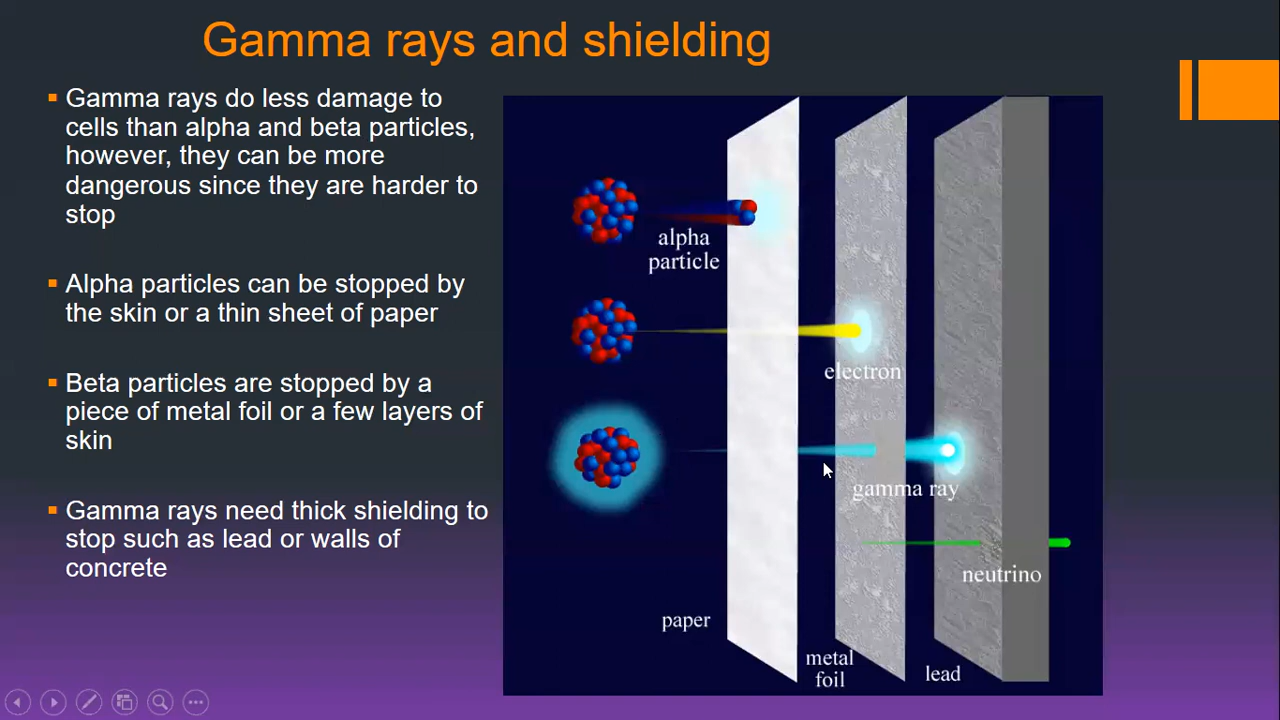 Gamma rays and shielding
Gamma rays do less damage to
cells than alpha and beta particles,
however, they can be more
dangerous since they are harder to
stop
Alpha particles can be stopped by
the skin or a thin sheet of paper
Beta particles are stopped by a
piece of metal foil or a few layers of
skin
Gamma rays need thick shielding to
stop such as lead or walls of
concrete
alpha
particle
electron
gamma ray
neutrino
paper
metal
foil
lead